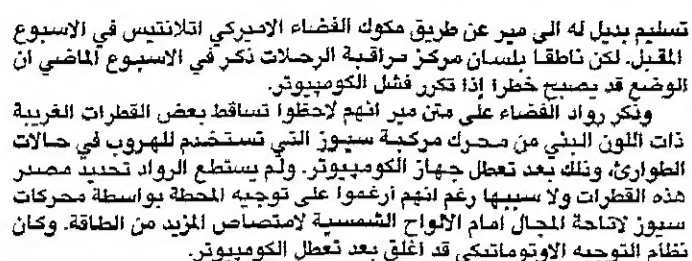 تسليم بديل له الى مير عن طريق مكوك الفضاء الاميركي اتلانتيس في الاسبوع
المقبل. لكن ناطقا بلسان مركز مراقبة الرحلات ذكر في الاسبوع الماضي ان
الوضع قد يصبح خطرا إذا تكرر فشل الكومبيوتر.
وذكر رواد الفضاء على متن مير انهم لاحظوا تساقط بعض القطرات الغريبة
ذات اللون البني من محرك مركبة سيوز التي تستخدم للهروب في حالات
الطوارئ، وذلك بعد تعطل جهاز الكومبيوتر. ولم يستطع الرواد تحديد مصدر
هذه القطرات ولا سببها رغم انهم أرغموا على توجيه المحطة بواسطة محركات
سيوز لاتاحة المجال امام الألواح الشمسية لامتصاص المزيد من الطاقة. وكان
نظام التوجيه الاوتوماتيكي قد اغلق بعد تعطل الكومبيوتر.